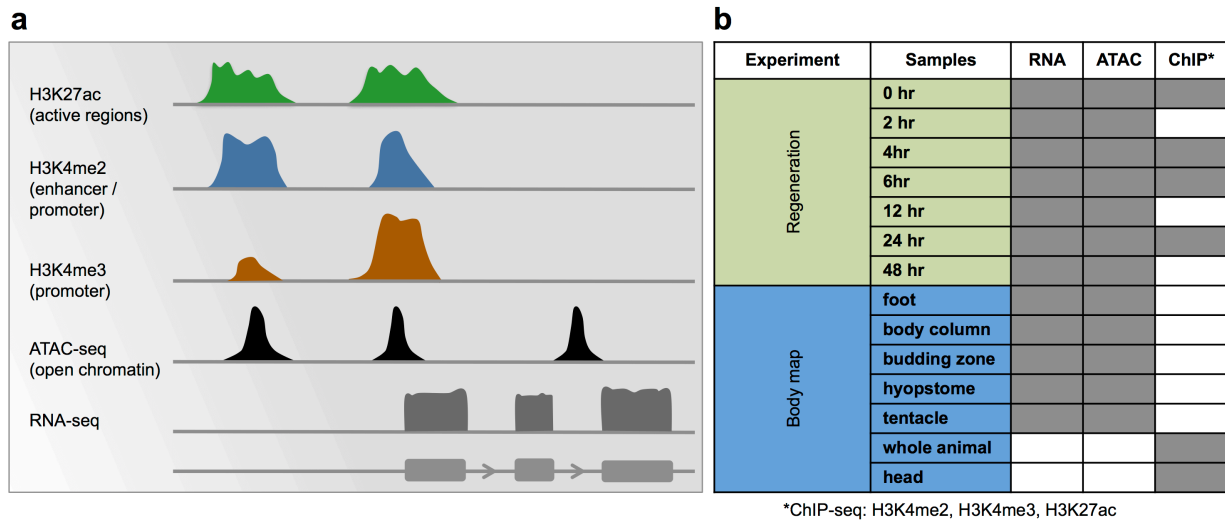 a
H3K27ac
(active regions)
H3K4me2
(enhancer /
promoter)
H3K4me3
(promoter)
ATAC-seq
(open chromatin)
RNA-seq
b
Experiment Samples RNA ATAC ChIP*
Regeneration
0 hr
2 hr
4hr
6hr
12 hr
24 hr
48 hr
Body map
foot
body column
budding zone
hyopstome
tentacle
whole animal
head
*ChIP-seq: H3K4me2, H3K4me3, H3K27ac